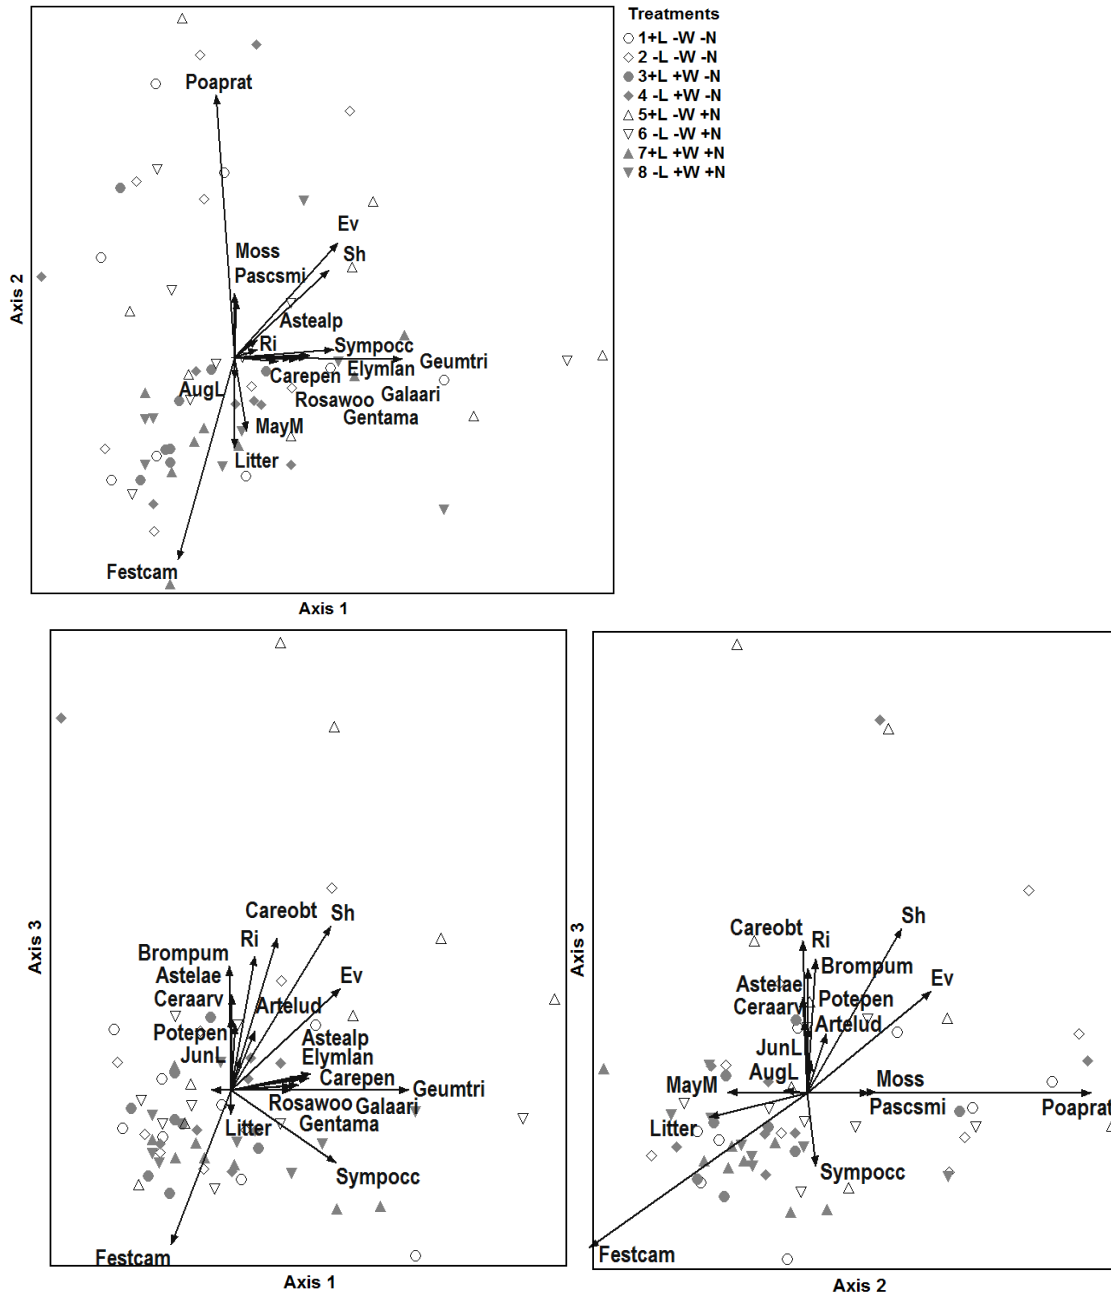 Treatments
1+L -W -N
2 -L -W -N
3+L +W -N
4 -L +W -N
5+L -W +N
6 -L -W +N
7+L +W +N
8 -L +W +N
Poaprat
Ev
Moss
Sh
Pascsmi
Axis 2
Astealp
Ri
Sympocc
Geumtri
Carepen
Elymlan
AugL
Rosawoo
Galaari
Gentama
MayM
Litter
Festcam
Axis 1
Careobt
Sh
Ri
Brompum
Astelae
Ev
Ceraarv
Artelud
Axis 3
Potepen
Astealp
JunL
Elymlan
Carepen
Geumtri
Rosawoo
Galaari
Litter
Gentama
Sympocc
Festcam
Axis 1
Sh
Careobt
Ri
Brompum
Axis 3
Astelae
Ev
Ceraarv
Potepen
Artelud
JunL
AugL
MayM
Moss
Pascsmi
Poaprat
Litter
Sympocc
Festcam
Axis 2